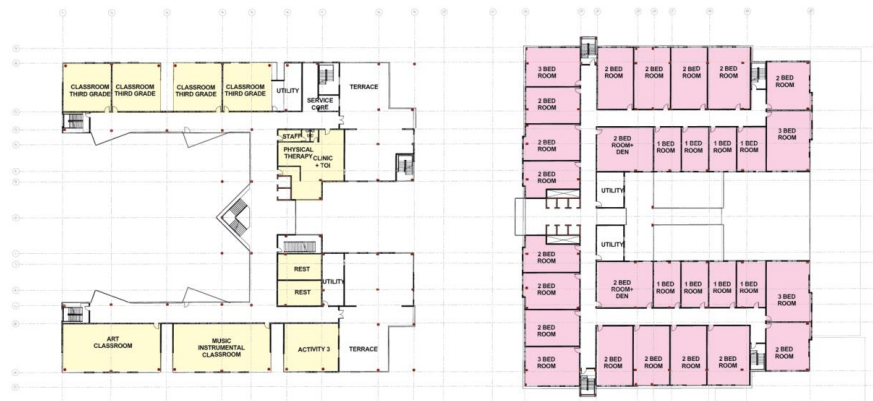 CLASSROOM
THIRD GRADE
CLASSROOM
THIRD GRADE
CLASSROOM
THIRD GRADE
CLASSROOM
THIRD GRADE
UTILITY
SERVICE
CORE
TERRACE
STAFF
PHYSICAL
THERAPY
CLINIC
+ TOI
REST
REST
UTILITY
ART
CLASSROOM
MUSIC
INSTRUMENTAL
CLASSROOM
ACTIVITY 3
TERRACE
3 BED
ROOM
2 BED
ROOM
2 BED
ROOM
2 BED
ROOM
2 BED
ROOM
2 BED
ROOM
2 BED
ROOM
2 BED
ROOM
2 BED
ROOM
3 BED
ROOM
2 BED
ROOM+
DEN
1 BED
ROOM
1 BED
ROOM
1 BED
ROOM
1 BED
ROOM
UTILITY
UTILITY
2 BED
ROOM
2 BED
ROOM
2 BED
ROOM
3 BED
ROOM
2 BED
ROOM+
DEN
1 BED
ROOM
1 BED
ROOM
1 BED
ROOM
1 BED
ROOM
3 BED
ROOM
2 BED
ROOM
2 BED
ROOM
2 BED
ROOM
2 BED
ROOM
2 BED
ROOM